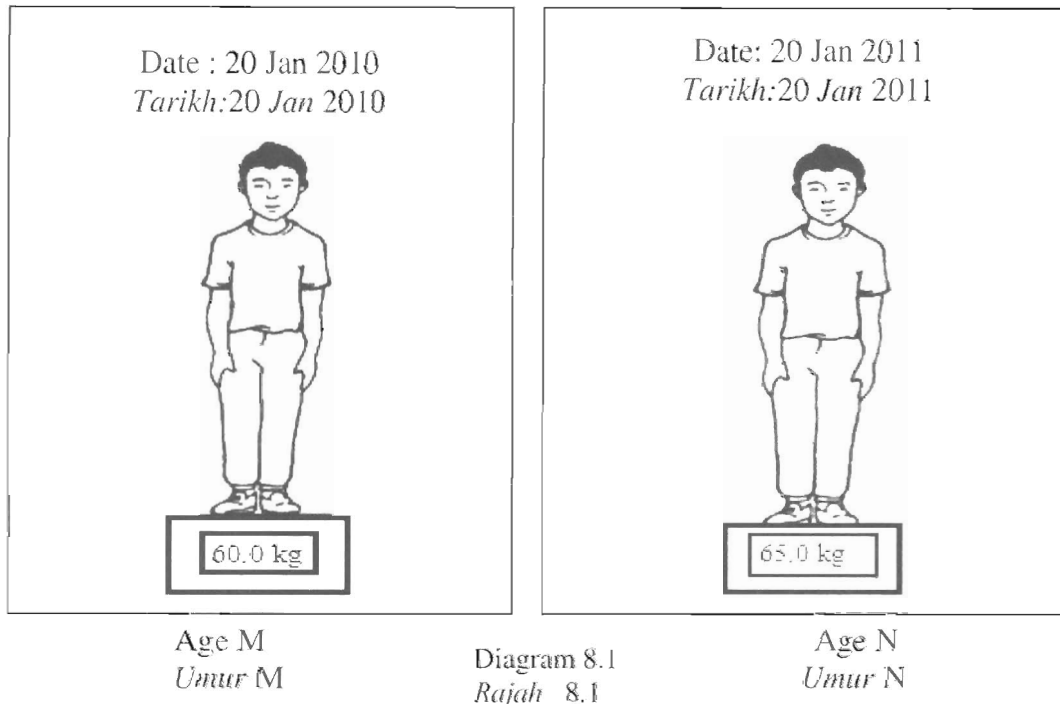 Date : 20 Jan 2010
Tarikh:20 Jan 2010
60.0 kg
Age M
Umur M
Date: 20 Jan 2011
Tarikh:20 Jan 2011
65.0 kg
Age N
Umur N
Diagram 8.1
Rajah 8.1